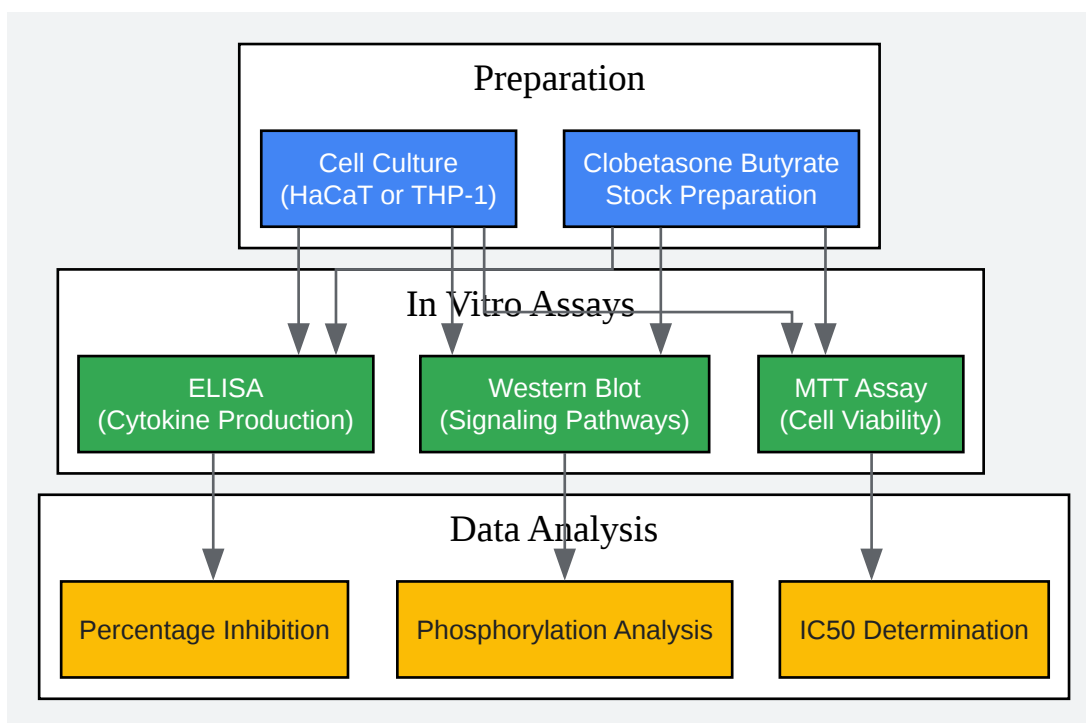 Preparation
Cell Culture
(HaCaT or THP-1)
Clobetasone Butyrate
Stock Preparation
In Vitro Assays
ELISA
(Cytokine Production)
Western Blot
(Signaling Pathways)
MTT Assay
(Cell Viability)
Data Analysis
Percentage Inhibition
Phosphorylation Analysis
IC50 Determination